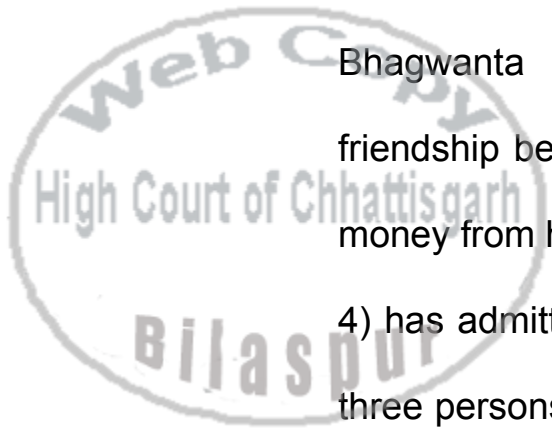 Web Copy
High Court of Chhattisgarh
Bilaspur
Bhagwanta
friendship be
money from h
4) has admitt
three persons